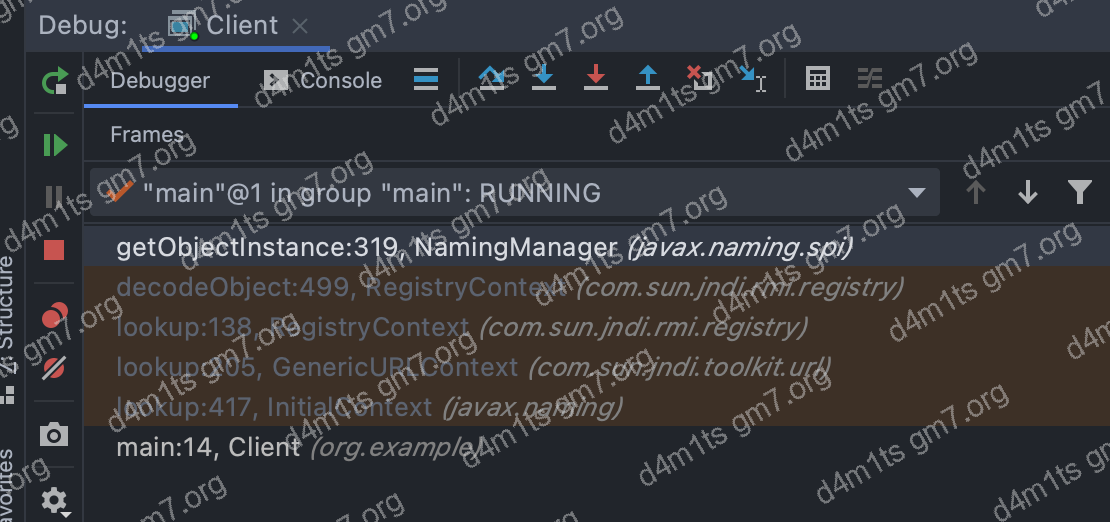 Debug: Client
Debugger Console
Frames
"main"@1 in group "main": RUNNING
getObjectInstance:319, NamingManager (javax.naming.spi)
decodeObject:499, RegistryContext (com.sun.jndi.rmi.registry)
lookup:138, RegistryContext (com.sun.jndi.rmi.registry)
lookup:205, GenericURLContext (com.sun.jndi.toolkit.url)
lookup:417, InitialContext (javax.naming)
main:14, Client (org.example)
Z: Structure
d4m1ts gm7.org